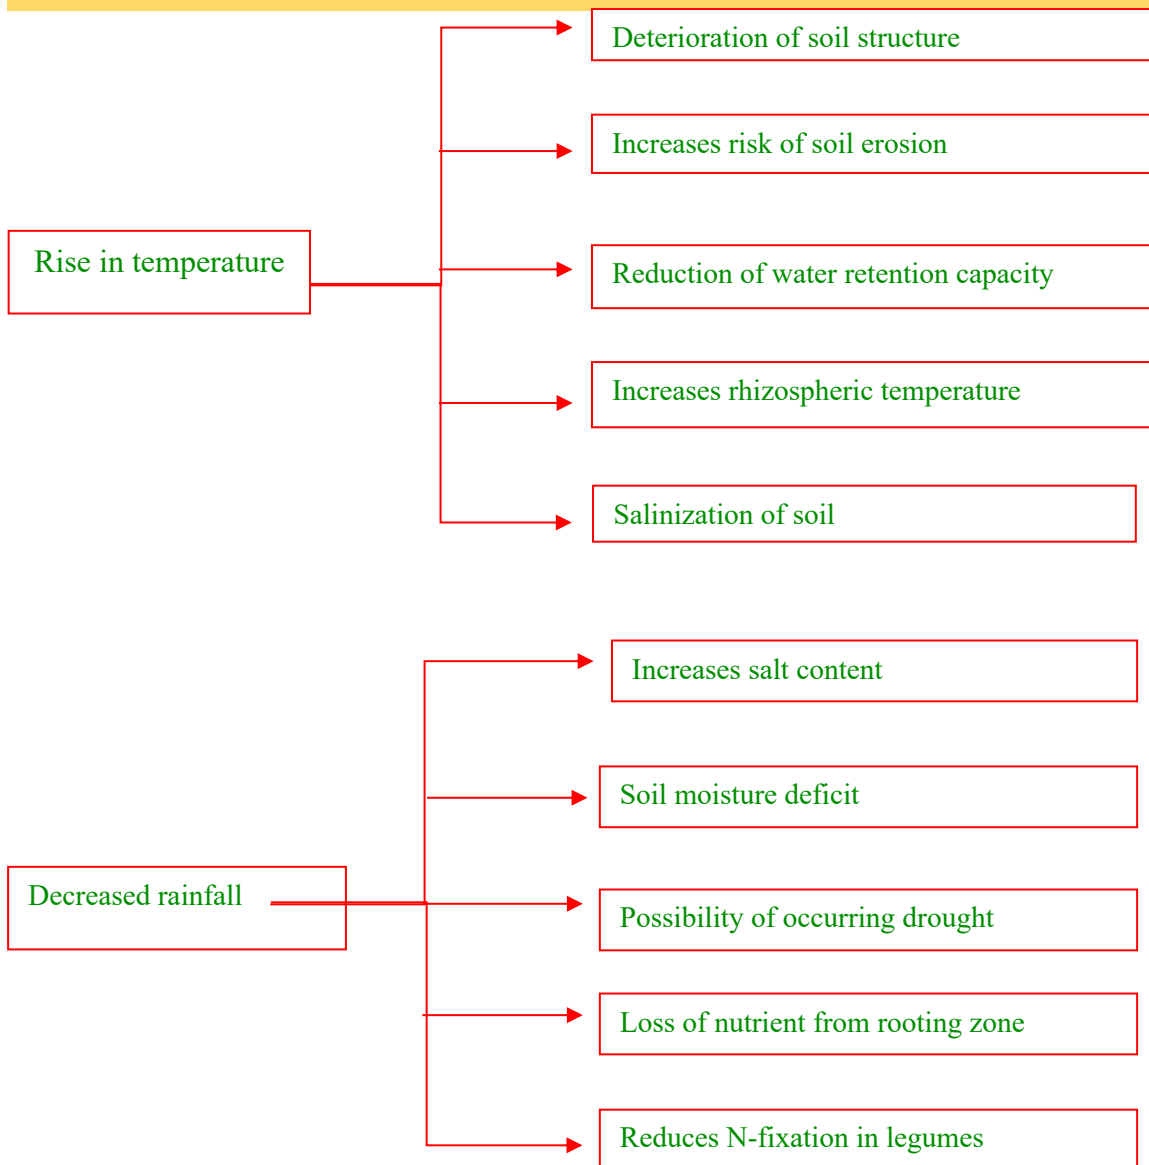 Deterioration of soil structure
Increases risk of soil erosion
Rise in temperature
Reduction of water retention capacity
Increases rhizospheric temperature
Salinization of soil
Increases salt content
Soil moisture deficit
Decreased rainfall
Possibility of occurring drought
Loss of nutrient from rooting zone
Reduces N-fixation in legumes